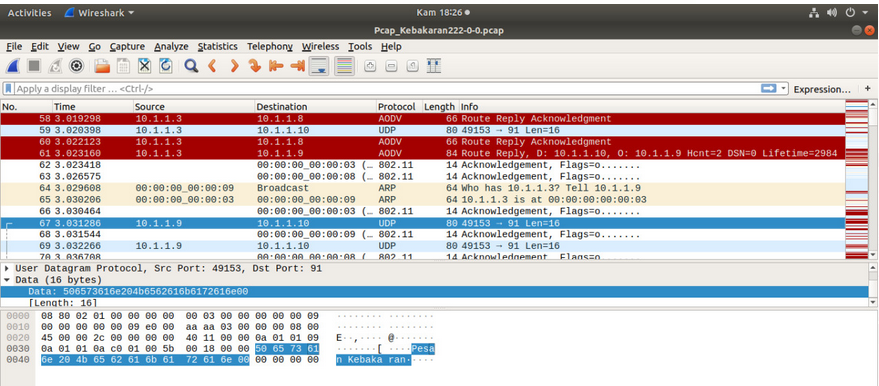 Activities Wireshark Kam 18:26
Pcap_Kebakaran222-0-0.pcap
File Edit View Go Capture Analyze Statistics Telephony Wireless Tools Help
Apply a display filter ... <Ctrl-/> Expression... +
No. Time Source Destination Protocol Length Info
58 3.019298 10.1.1.3 10.1.1.8 AODV 66 Route Reply Acknowledgment
59 3.020398 10.1.1.3 10.1.1.10 UDP 80 49153 → 91 Len=16
60 3.022123 10.1.1.3 10.1.1.8 AODV 66 Route Reply Acknowledgment
61 3.023160 10.1.1.3 10.1.1.9 AODV 84 Route Reply, D: 10.1.1.10, O: 10.1.1.9 Hcnt=2 DSN=0 Lifetime=2984
62 3.023418 00:00:00_00:00:03 (… 802.11 14 Acknowledgement, Flags=o.......
63 3.026575 00:00:00_00:00:08 (… 802.11 14 Acknowledgement, Flags=o.......
64 3.029608 00:00:00_00:00:09 Broadcast ARP 64 Who has 10.1.1.3? Tell 10.1.1.9
65 3.030206 00:00:00_00:00:03 00:00:00_00:00:09 ARP 64 10.1.1.3 is at 00:00:00:00:00:03
66 3.030464 00:00:00_00:00:03 (… 802.11 14 Acknowledgement, Flags=o.......
67 3.031286 10.1.1.9 10.1.1.10 UDP 80 49153 → 91 Len=16
68 3.031544 00:00:00_00:00:09 (… 802.11 14 Acknowledgement, Flags=o.......
69 3.032266 10.1.1.9 10.1.1.10 UDP 80 49153 → 91 Len=16
70 3.036708 00:00:00_00:00:08 (… 802.11 14 Acknowledgement, Flags=o.......
User Datagram Protocol, Src Port: 49153, Dst Port: 91
Data (16 bytes)
Data: 506573616e204b6562616b6172616e00
[Length: 16]
0000 08 80 02 01 00 00 00 00 00 03 00 00 00 00 00 09 ········ ········
0010 00 00 00 00 00 09 e0 00 aa aa 03 00 00 00 08 00 ········ ········
0020 45 00 00 2c 00 00 00 00 40 11 00 00 0a 01 01 09 E··,···· @·······
0030 0a 01 01 0a c0 01 00 5b 00 18 00 00 50 65 73 61 ·······[ ····Pesa
0040 6e 20 4b 65 62 61 6b 61 72 61 6e 00 00 00 00 00 n Kebaka ran·····